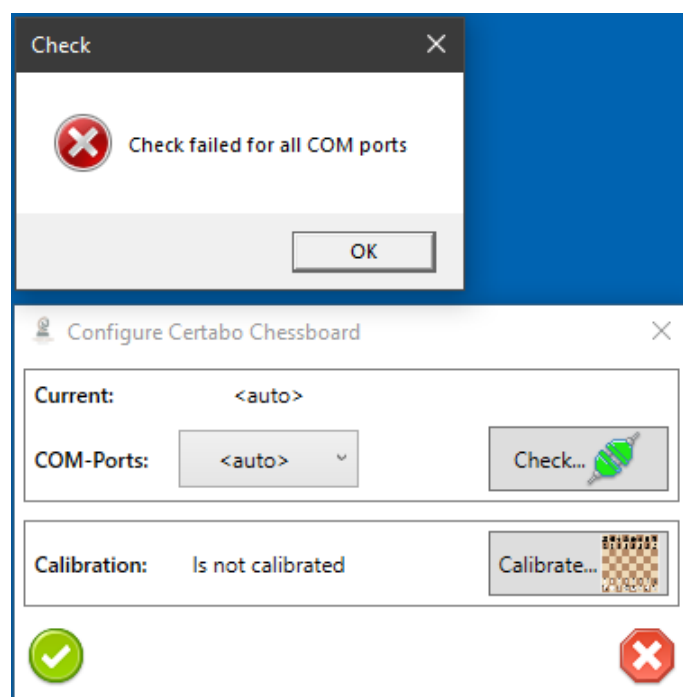 Check
Check failed for all COM ports
OK
Configure Certabo Chessboard
Current: <auto>
COM-Ports: <auto> Check...
Calibration: Is not calibrated Calibrate...